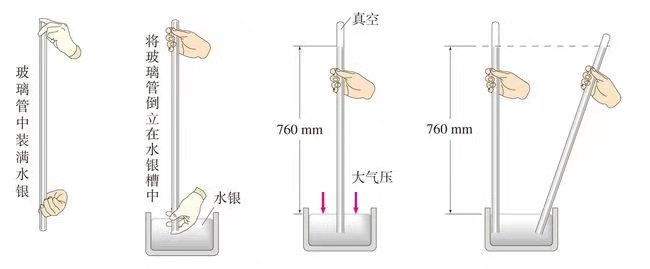 玻璃管中装满水银
将玻璃管倒立在水银槽中
水银
真空
760 mm
大气压
760 mm